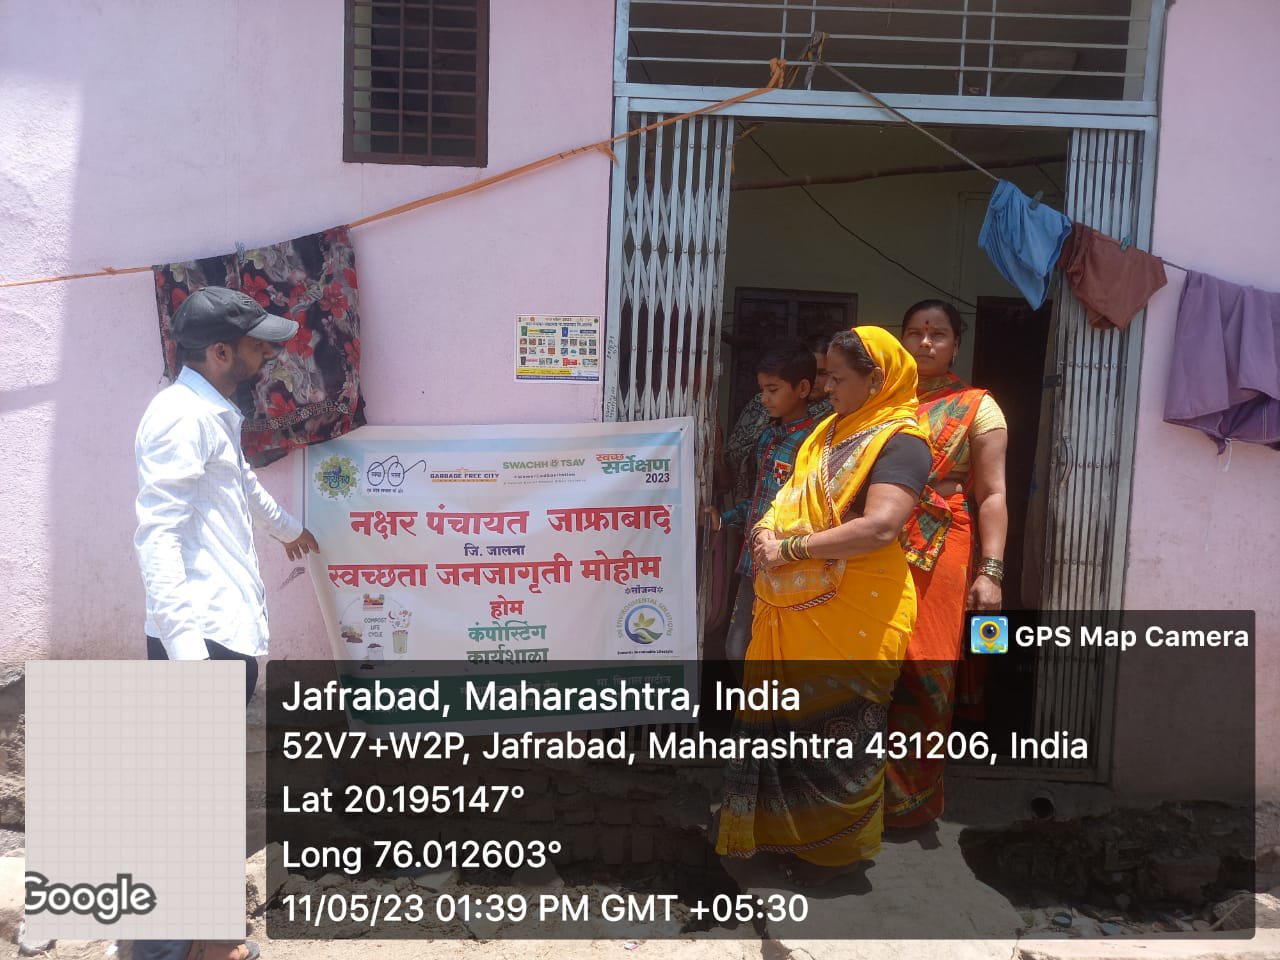 GARBAGE FREE CITY
SWACHH TSAV
स्वच्छ
सर्वेक्षण
2023
नक्षर पंचायत जाफ्राबाद
जि. जालना
स्वच्छता जनजागृती मोहीम
होम
कंपोस्टिंग
कार्यशाळा
COMPOST
LIFE
CYCLE
*सौजन्य*
ENVIRONMENTAL SOLUTIONS
GPS Map Camera
Jafrabad, Maharashtra, India
52V7+W2P, Jafrabad, Maharashtra 431206, India
Lat 20.195147°
Long 76.012603°
11/05/23 01:39 PM GMT +05:30
Google